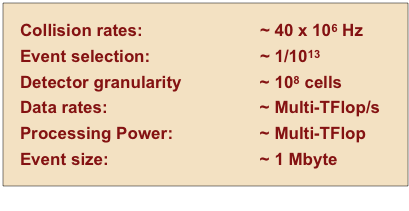 Collision rates: ~ 40 x 10⁶ Hz
Event selection: ~ 1/10¹³
Detector granularity ~ 10⁸ cells
Data rates: ~ Multi-TFlop/s
Processing Power: ~ Multi-TFlop
Event size: ~ 1 Mbyte